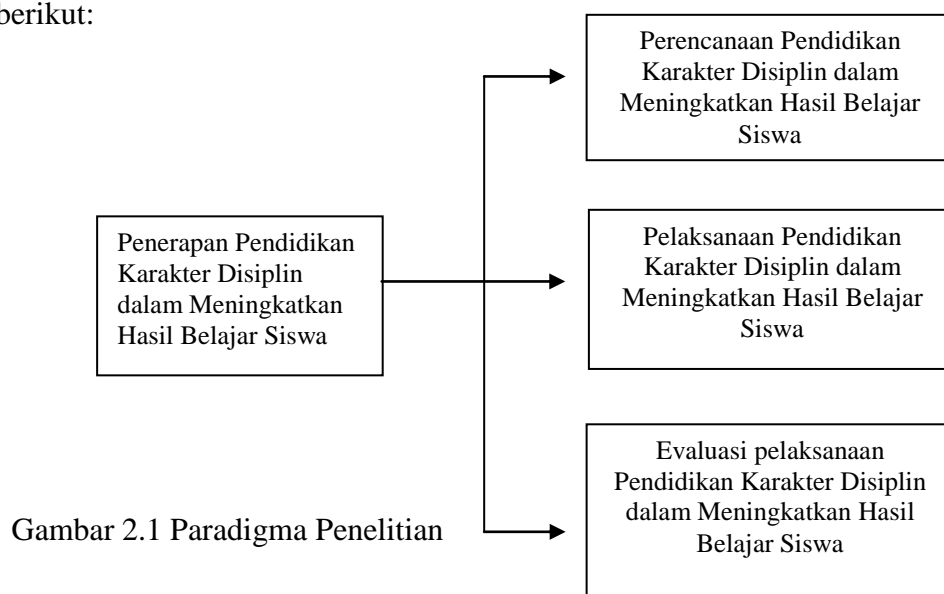 berikut:
Perencanaan Pendidikan
Karakter Disiplin dalam
Meningkatkan Hasil Belajar
Siswa
Penerapan Pendidikan
Karakter Disiplin
dalam Meningkatkan
Hasil Belajar Siswa
Pelaksanaan Pendidikan
Karakter Disiplin dalam
Meningkatkan Hasil Belajar
Siswa
Evaluasi pelaksanaan
Pendidikan Karakter Disiplin
dalam Meningkatkan Hasil
Belajar Siswa
Gambar 2.1 Paradigma Penelitian